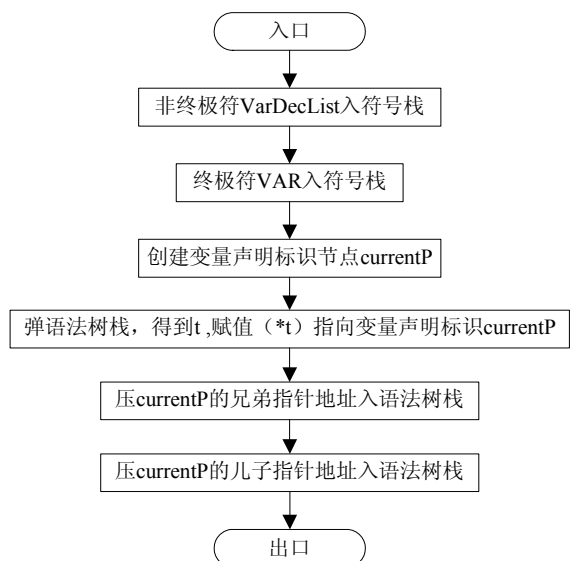 入口
非终极符VarDecList入符号栈
终极符VAR入符号栈
创建变量声明标识节点currentP
弹语法树栈，得到t ,赋值（*t）指向变量声明标识currentP
压currentP的兄弟指针地址入语法树栈
压currentP的儿子指针地址入语法树栈
出口